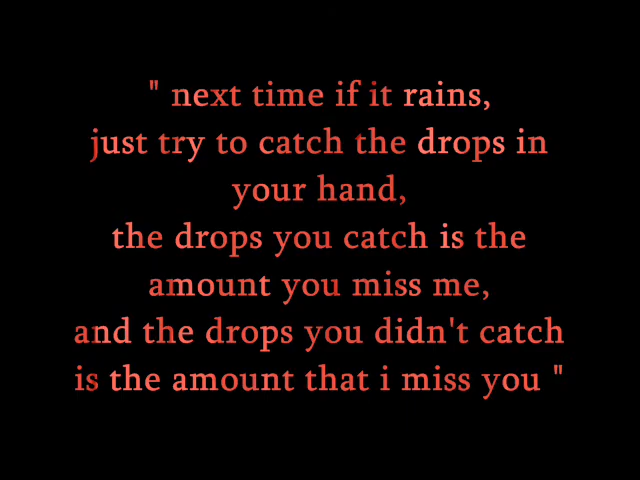 " next time if it rains,
just try to catch the drops in
your hand,
the drops you catch is the
amount you miss me,
and the drops you didn't catch
is the amount that i miss you "